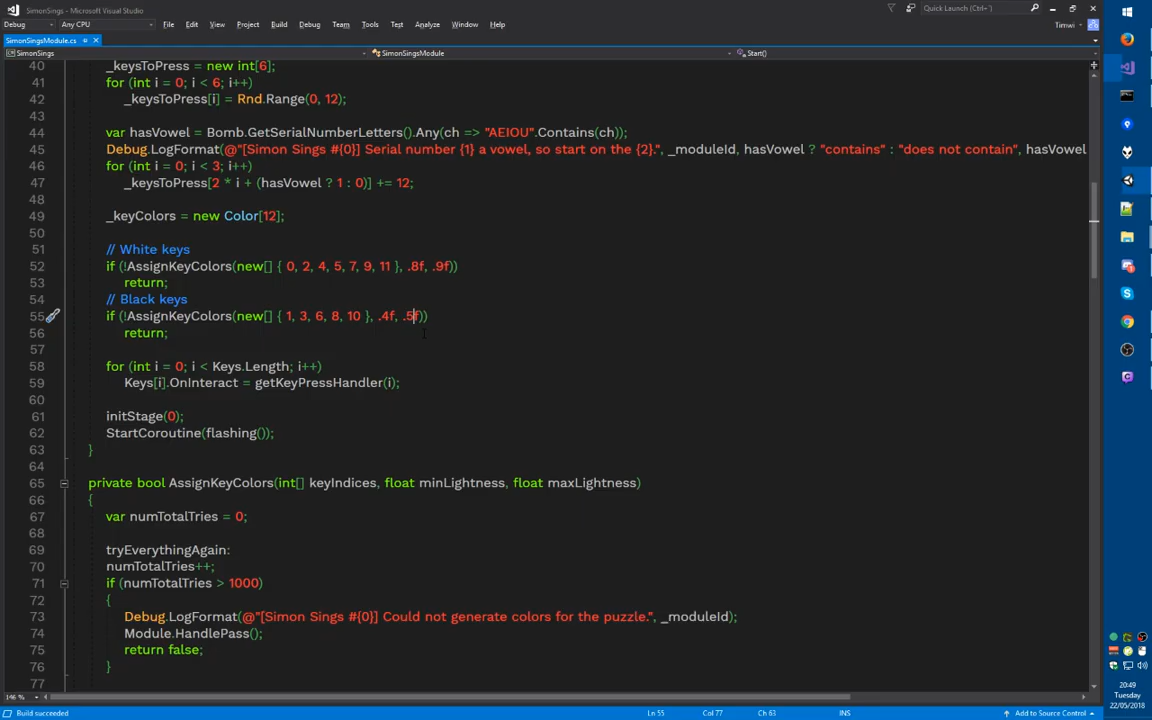 SimonSings - Microsoft Visual Studio
Quick Launch (Ctrl+')
File Edit View Project Build Debug Team Tools Test Analyze Window Help
Timwi
Debug Any CPU
SimonSingsModule.cs
SimonSings SimonSingsModule Start()
40 _keysToPress = new int[6];
41 for (int i = 0; i < 6; i++)
42 _keysToPress[i] = Rnd.Range(0, 12);
43
44 var hasVowel = Bomb.GetSerialNumberLetters().Any(ch => "AEIOU".Contains(ch));
45 Debug.LogFormat(@"[Simon Sings #{0}] Serial number {1} a vowel, so start on the {2}.", _moduleId, hasVowel ? "contains" : "does not contain", hasVowel
46 for (int i = 0; i < 3; i++)
47 _keysToPress[2 * i + (hasVowel ? 1 : 0)] += 12;
48
49 _keyColors = new Color[12];
50
51 // White keys
52 if (!AssignKeyColors(new[] { 0, 2, 4, 5, 7, 9, 11 }, .8f, .9f))
53 return;
54 // Black keys
55 if (!AssignKeyColors(new[] { 1, 3, 6, 8, 10 }, .4f, .5f))
56 return;
57
58 for (int i = 0; i < Keys.Length; i++)
59 Keys[i].OnInteract = getKeyPressHandler(i);
60
61 initStage(0);
62 StartCoroutine(flashing());
63 }
64
65 private bool AssignKeyColors(int[] keyIndices, float minLightness, float maxLightness)
66 {
67 var numTotalTries = 0;
68
69 tryEverythingAgain:
70 numTotalTries++;
71 if (numTotalTries > 1000)
72 {
73 Debug.LogFormat(@"[Simon Sings #{0}] Could not generate colors for the puzzle.", _moduleId);
74 Module.HandlePass();
75 return false;
76 }
77
146 %
Build succeeded Ln 55 Col 77 Ch 63 INS Add to Source Control
20:49
Tuesday
22/05/2018